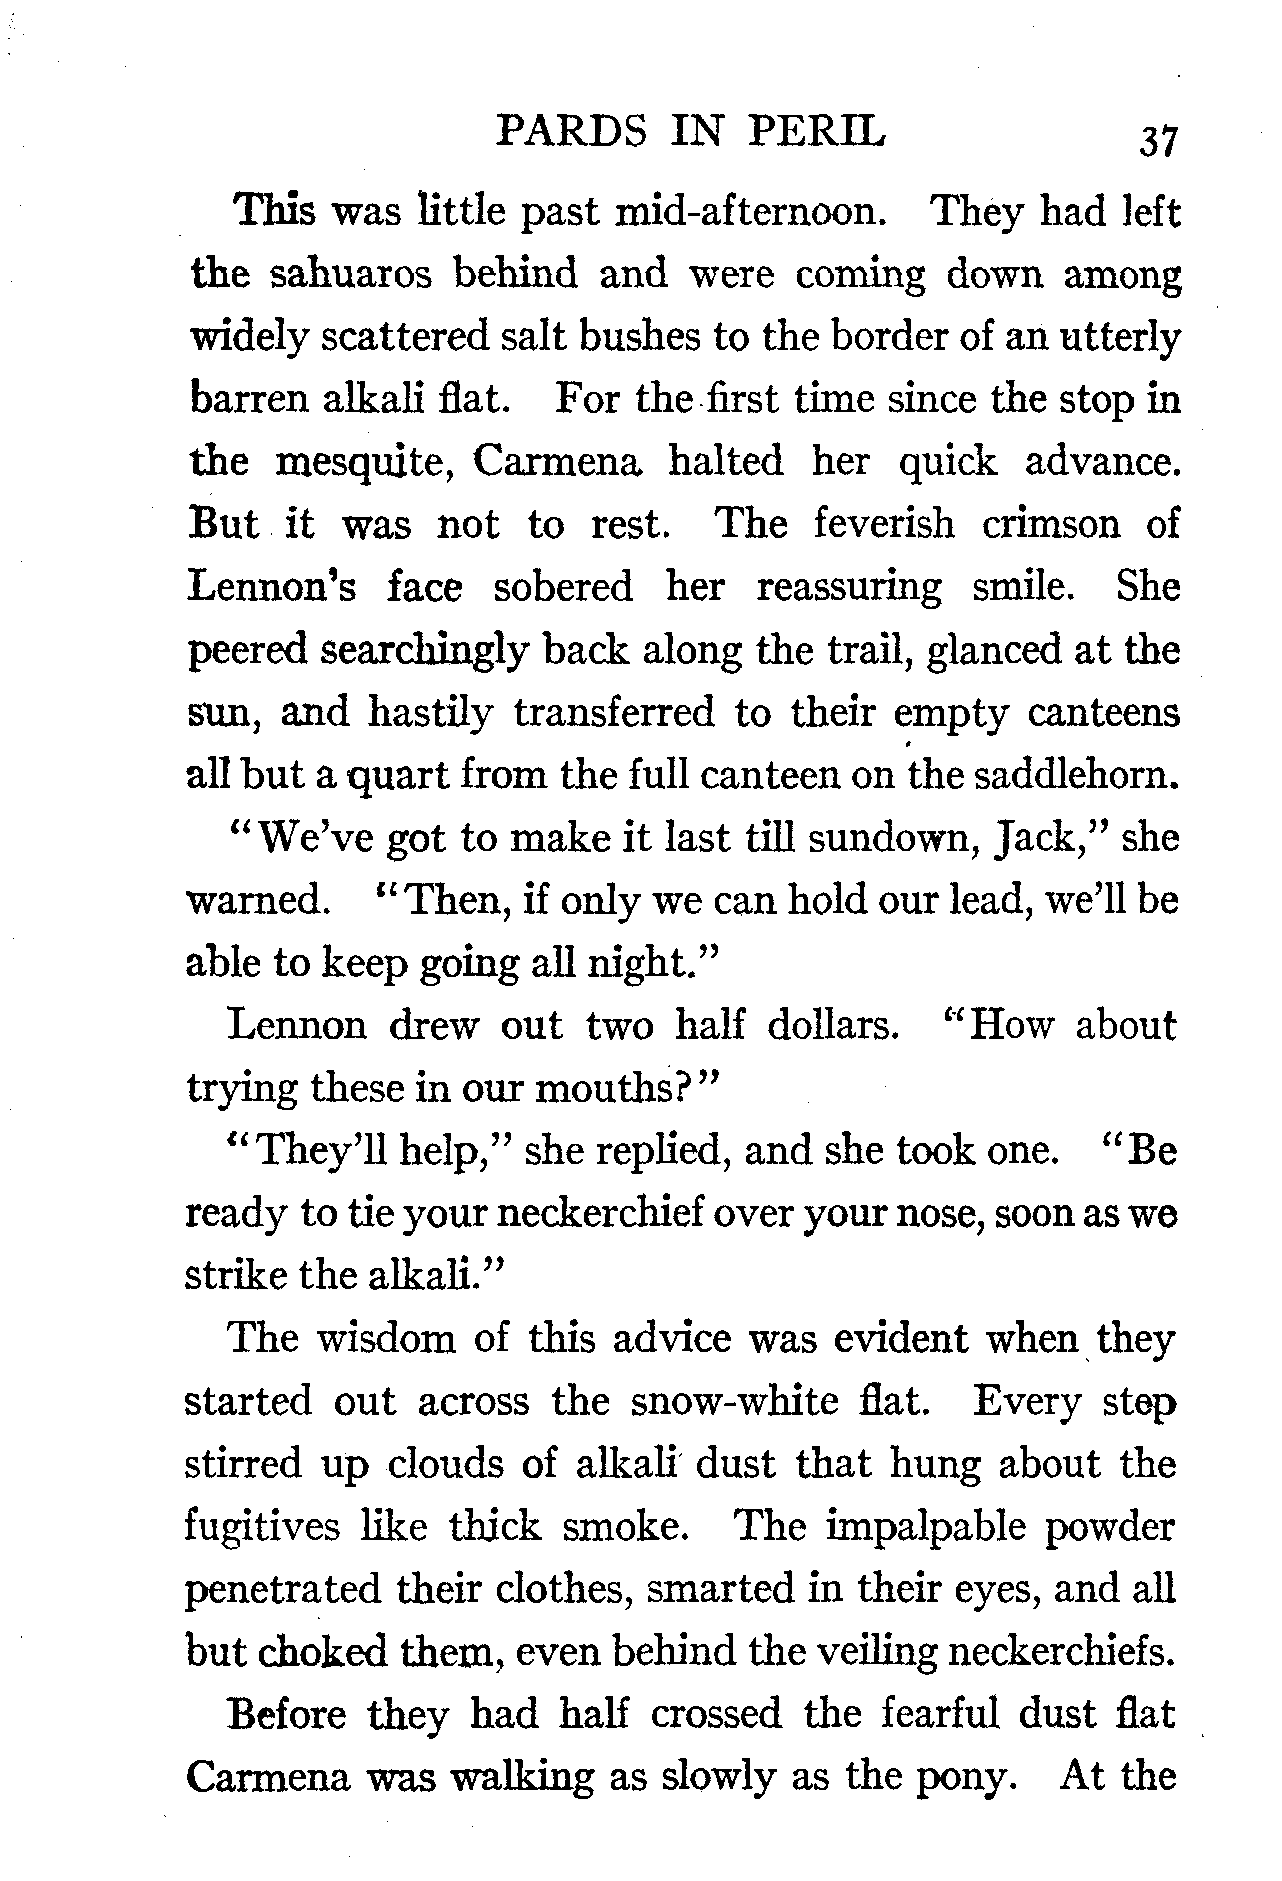 PARDS IN PERIL 37
This was little past mid-afternoon. They had left
the sahuaros behind and were coming down among
widely scattered salt bushes to the border of an utterly
barren alkali flat. For the first time since the stop in
the mesquite, Carmena halted her quick advance.
But it was not to rest. The feverish crimson of
Lennon's face sobered her reassuring smile. She
peered searchingly back along the trail, glanced at the
sun, and hastily transferred to their empty canteens
all but a quart from the full canteen on the saddlehorn.
"We've got to make it last till sundown, Jack," she
warned. "Then, if only we can hold our lead, we'll be
able to keep going all night."
Lennon drew out two half dollars. "How about
trying these in our mouths?"
"They'll help," she replied, and she took one. "Be
ready to tie your neckerchief over your nose, soon as we
strike the alkali."
The wisdom of this advice was evident when they
started out across the snow-white flat. Every step
stirred up clouds of alkali dust that hung about the
fugitives like thick smoke. The impalpable powder
penetrated their clothes, smarted in their eyes, and all
but choked them, even behind the veiling neckerchiefs.
Before they had half crossed the fearful dust flat
Carmena was walking as slowly as the pony. At the